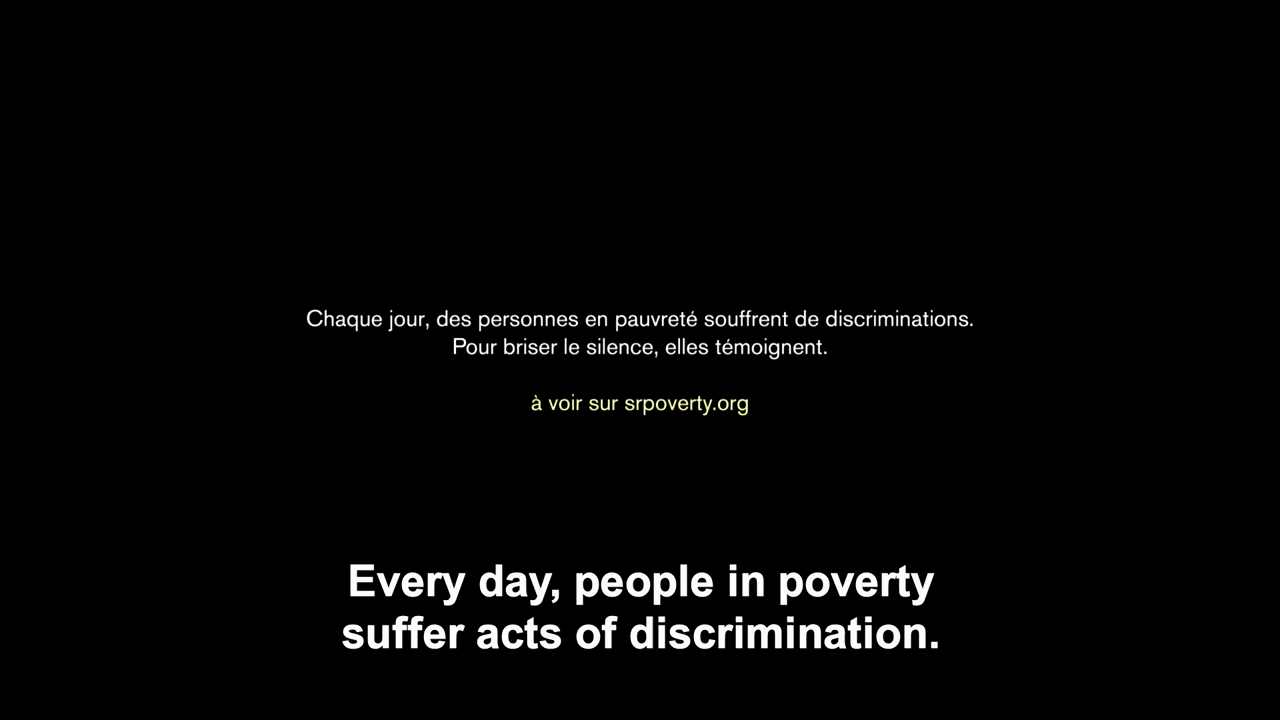 Chaque jour, des personnes en pauvreté souffrent de discriminations.
Pour briser le silence, elles témoignent.
à voir sur srpoverty.org
Every day, people in poverty
suffer acts of discrimination.